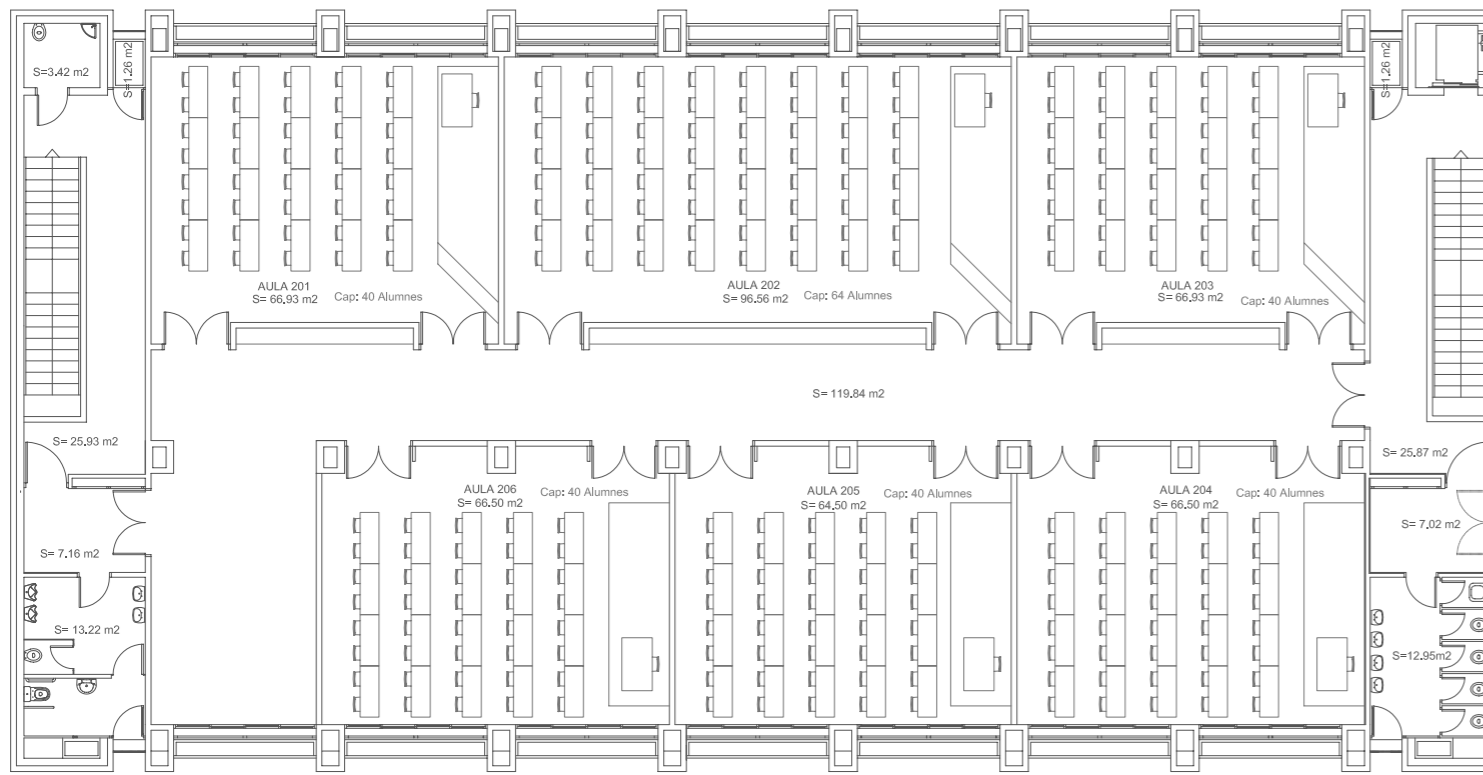 S=3.42 m2
S=1.26 m2
S=1.26 m2
AULA 201
S= 66.93 m2
Cap: 40 Alumnes
AULA 202
S= 96.56 m2
Cap: 64 Alumnes
AULA 203
S= 66.93 m2
Cap: 40 Alumnes
S= 119.84 m2
S= 25.93 m2
S= 25.87 m2
AULA 206
S= 66.50 m2
Cap: 40 Alumnes
AULA 205
S= 64.50 m2
Cap: 40 Alumnes
AULA 204
S= 66.50 m2
Cap: 40 Alumnes
S= 7.16 m2
S= 7.02 m2
S= 13.22 m2
S=12.95m2